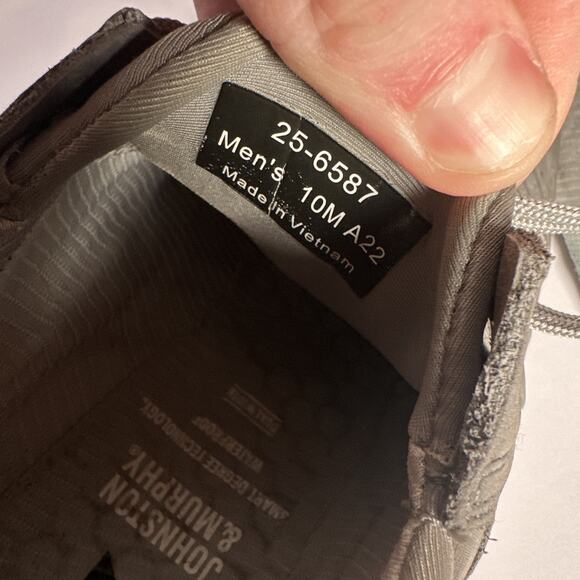 25-6587
Men's 10M A22
Made in Vietnam
JOHNSTON
& MURPHY®
SMART DEGREE TECHNOLOGY®
WATERPROOF